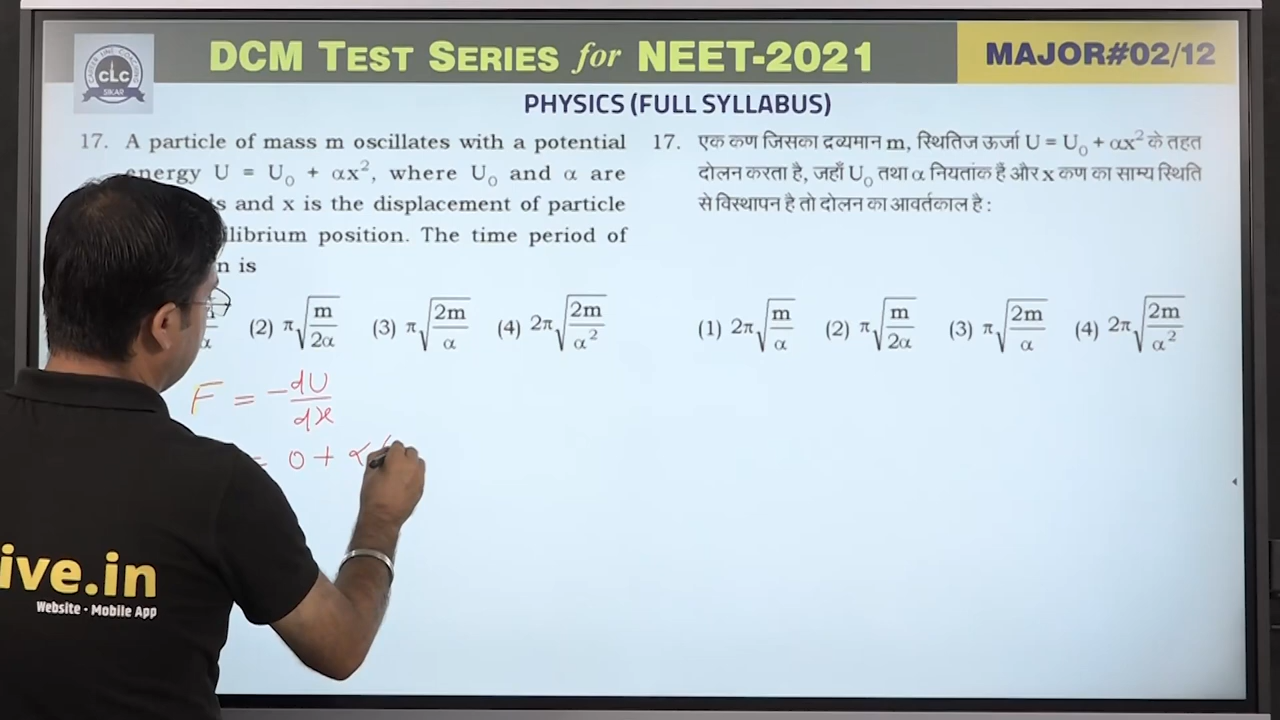 DCM TEST SERIES for NEET-2021
MAJOR#02/12
CLC
SIKAR
PHYSICS (FULL SYLLABUS)
17. A particle of mass m oscillates with a potential
energy U = U₀ + αx², where U₀ and α are
and x is the displacement of particle
position. The time period of
is
α (2) π√(m/2α) (3) π√(2m/α) (4) 2π√(2m/α²)
F = -dU/dx
= 0 + α
17. एक कण जिसका द्रव्यमान m, स्थितिज ऊर्जा U = U₀ + αx² के तहत
दोलन करता है, जहाँ U₀ तथा α नियतांक हैं और x कण का साम्य स्थिति
से विस्थापन है तो दोलन का आवर्तकाल है :
(1) 2π√(m/α) (2) π√(m/2α) (3) π√(2m/α) (4) 2π√(2m/α²)
ive.in
Website • Mobile App